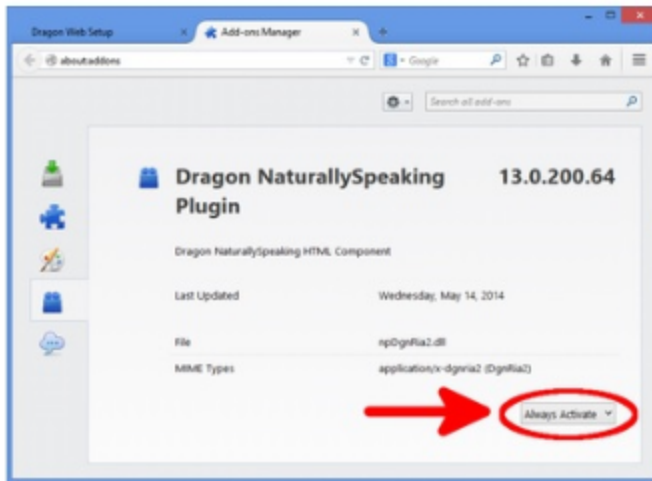 Dragon Web Setup
Add-ons Manager
about:addons
Google
Search all add-ons
Dragon NaturallySpeaking 13.0.200.64
Plugin
Dragon NaturallySpeaking HTML Component
Last Updated Wednesday, May 14, 2014
File npDgnRia2.dll
MIME Types application/x-dgnria2 (DgnRia2)
Always Activate